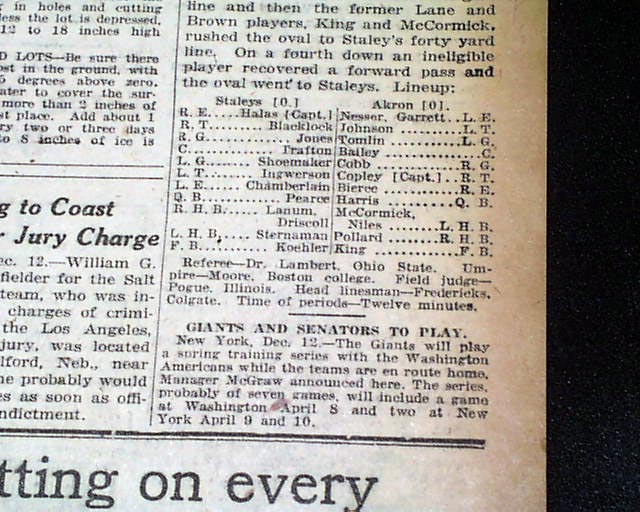 in holes and cutting
less the lot is depressed,
12 to 18 inches high
D LOTS—Be sure there
ost in the ground, with
5 degrees above zero.
ater to cover the sur-
more than 2 inches of
st place. Add about 1
ry two or three days
to 8 inches of ice is
g to Coast
r Jury Charge
ec. 12.—William G.
fielder for the Salt
team, who was in-
charges of crimi-
the Los Angeles,
jury, was located
lford, Neb., near
he probably would
es as soon as offi-
ndictment.
line and then the former Lane and
Brown players, King and McCormick,
rushed the oval to Staley's forty yard
line. On a fourth down an ineligible
player recovered a forward pass and
the oval went to Staleys. Lineup:
Staleys [0.] Akron [0].
R. E.....Halas [Capt.] Nesser, Garrett..L. E.
R. T......... Blacklock Johnson ..........L. T.
R. G............ Jones Tomlin ..........L. G.
C............. Trafton Bailey ..............C.
L. G....... Shoemaker Cobb ............R. G.
L. T....... Ingwerson Copley [Capt.]..R. T.
L. E..... Chamberlain Bierce ..........R. E.
Q. B........... Pearce Harris ..........Q. B.
R. H. B...... Lanum, McCormick,
Driscoll Niles .......L. H. B.
L. H. B.... Sternaman Pollard ......R. H. B.
F. B.......... Koehler King ............F. B.
Referee—Dr. Lambert, Ohio State. Um-
pire—Moore, Boston college. Field judge—
Pogue, Illinois. Head linesman—Fredericks,
Colgate. Time of periods—Twelve minutes.
GIANTS AND SENATORS TO PLAY.
New York, Dec. 12.—The Giants will play
a spring training series with the Washington
Americans while the teams are en route home,
Manager McGraw announced here. The series,
probably of seven games, will include a game
at Washington April 8 and two at New
York April 9 and 10.
tting on every